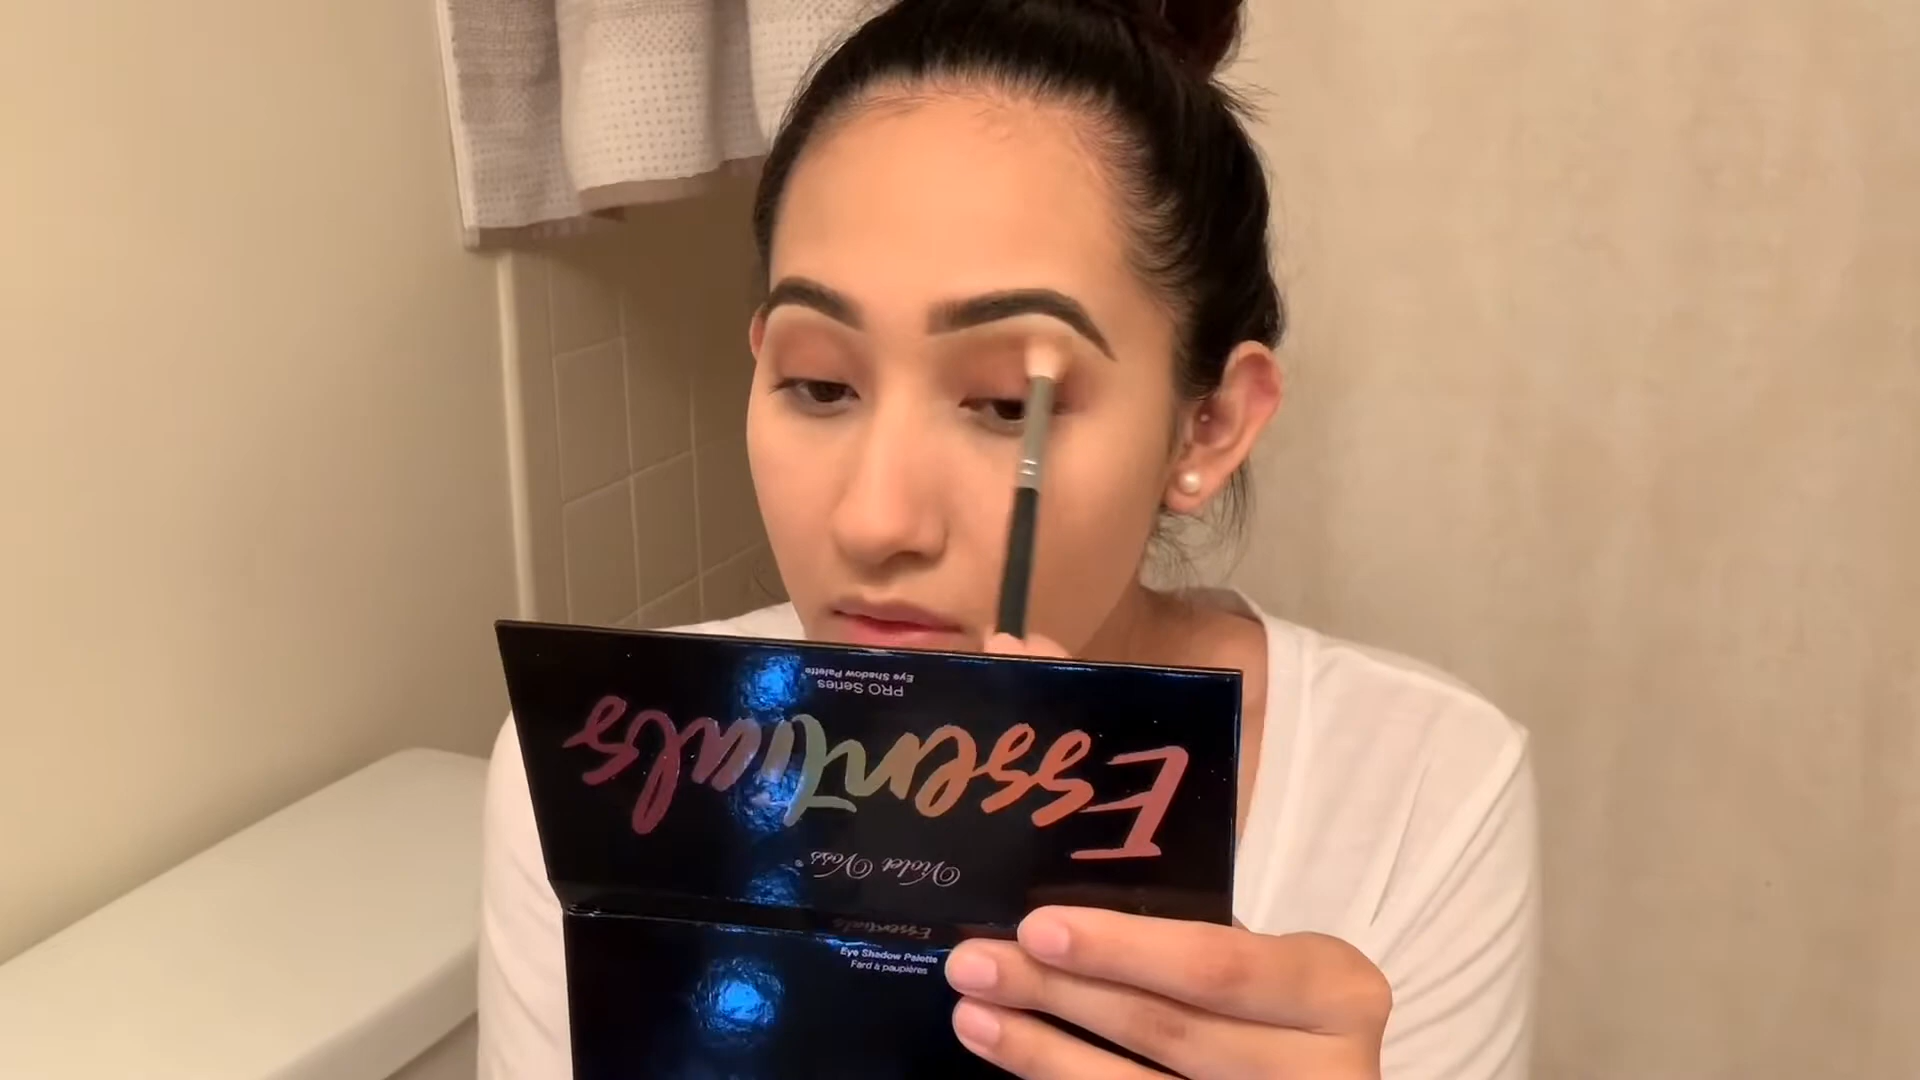 Violet Voss®
Essentials
PRO Series
Eye Shadow Palette
Essentials
Eye Shadow Palette
Fard à paupières